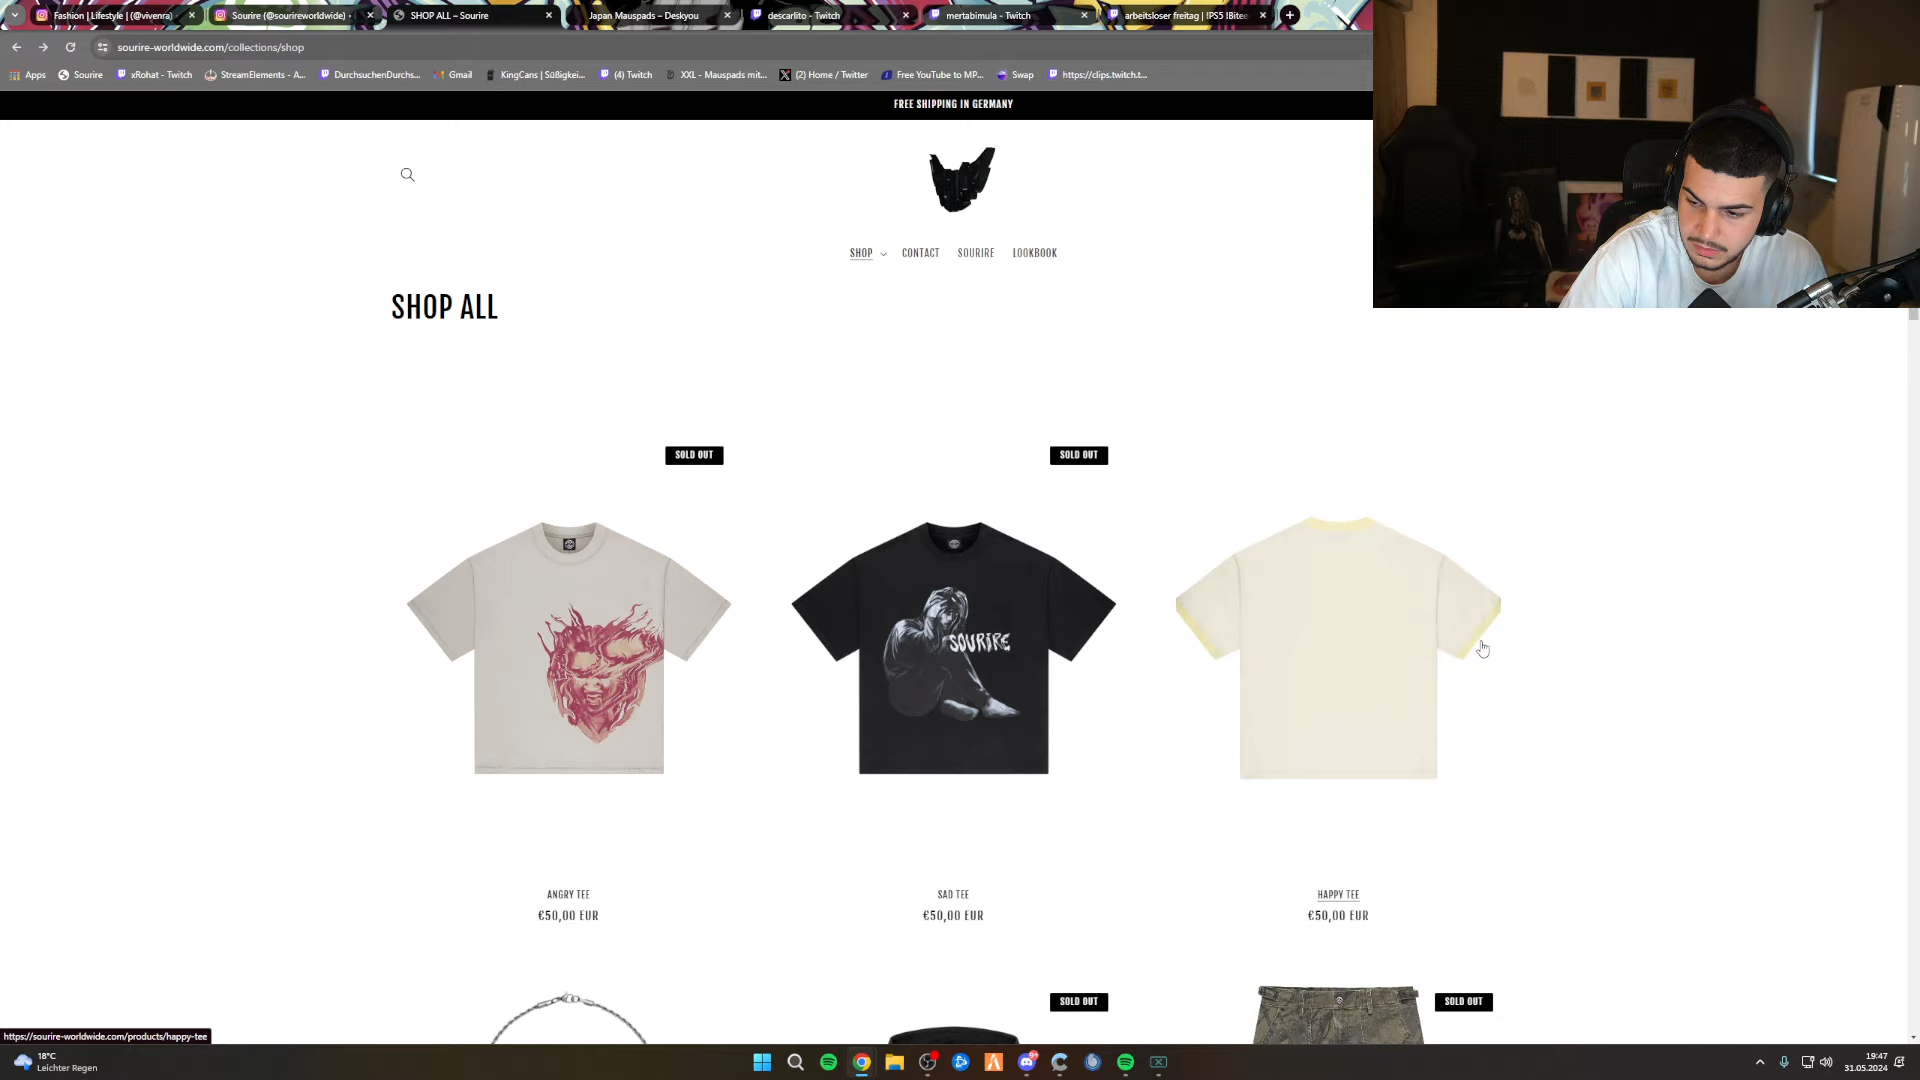 Fashion | Lifestyle | (@vivenra)
Sourire (@sourireworldwide) •
SHOP ALL – Sourire
Japan Mauspads – Deskyou
descarlito - Twitch
mertabimula - Twitch
arbeitsloser freitag | !PS5 !Bitee
sourire-worldwide.com/collections/shop
Apps
Sourire
xRohat - Twitch
StreamElements - A...
DurchsuchenDurchs...
Gmail
KingCans | Süßigkei...
(4) Twitch
XXL - Mauspads mit...
(2) Home / Twitter
Free YouTube to MP...
Swap
https://clips.twitch.t...
FREE SHIPPING IN GERMANY
SHOP
CONTACT
SOURIRE
LOOKBOOK
SHOP ALL
SOLD OUT
SOLD OUT
SOURIRE
ANGRY TEE
€50,00 EUR
SAD TEE
€50,00 EUR
HAPPY TEE
€50,00 EUR
SOLD OUT
SOLD OUT
https://sourire-worldwide.com/products/happy-tee
18°C
Leichter Regen
19:47
31.05.2024